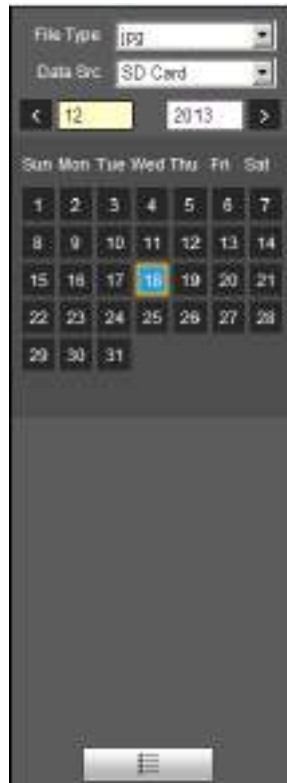 File Type jpg
Data Src SD Card
< 12 2013 >
Sun Mon Tue Wed Thu Fri Sat
1 2 3 4 5 6 7
8 9 10 11 12 13 14
15 16 17 18 19 20 21
22 23 24 25 26 27 28
29 30 31